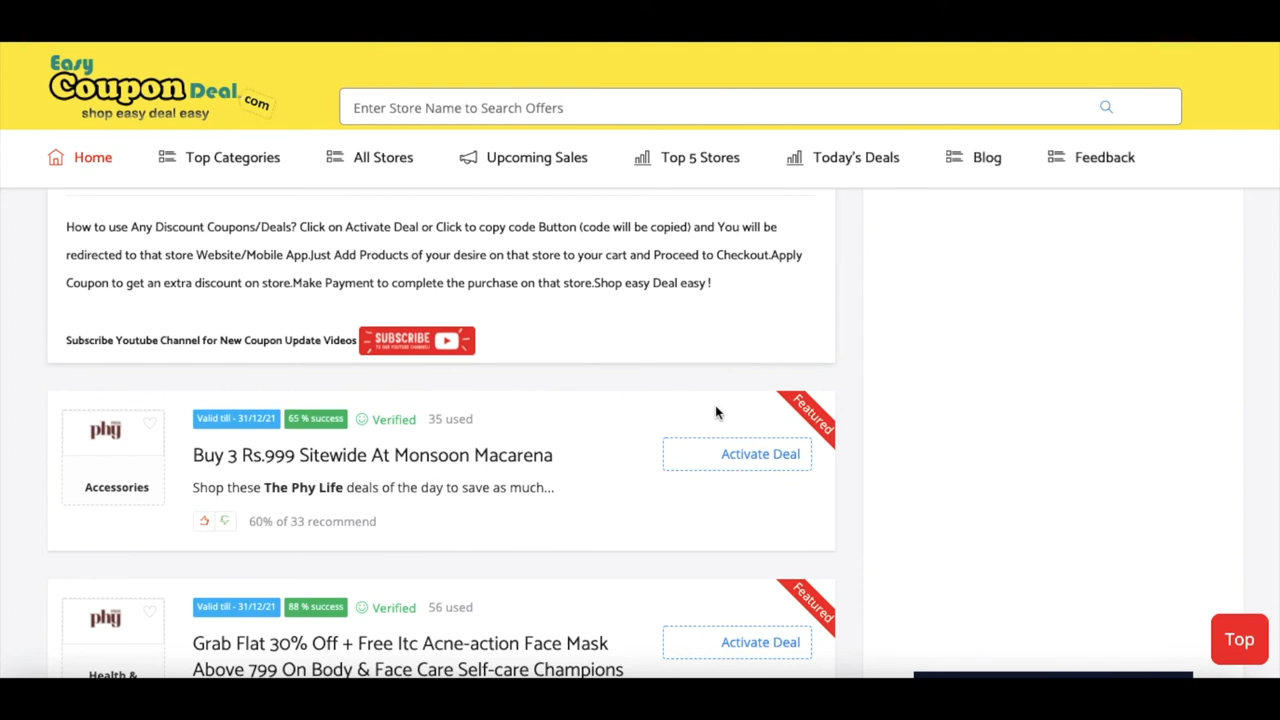 Easy
Coupon Deal.com
shop easy deal easy
Enter Store Name to Search Offers
Home Top Categories All Stores Upcoming Sales Top 5 Stores Today's Deals Blog Feedback
How to use Any Discount Coupons/Deals? Click on Activate Deal or Click to copy code Button (code will be copied) and You will be
redirected to that store Website/Mobile App.Just Add Products of your desire on that store to your cart and Proceed to Checkout.Apply
Coupon to get an extra discount on store.Make Payment to complete the purchase on that store.Shop easy Deal easy !
Subscribe Youtube Channel for New Coupon Update Videos SUBSCRIBE
TO OUR YOUTUBE CHANNEL
phy
Accessories
Valid till - 31/12/21 65 % success Verified 35 used
Featured
Buy 3 Rs.999 Sitewide At Monsoon Macarena
Activate Deal
Shop these The Phy Life deals of the day to save as much...
60% of 33 recommend
phy
Health &
Valid till - 31/12/21 88 % success Verified 56 used
Featured
Grab Flat 30% Off + Free Itc Acne-action Face Mask
Above 799 On Body & Face Care Self-care Champions
Activate Deal
Top